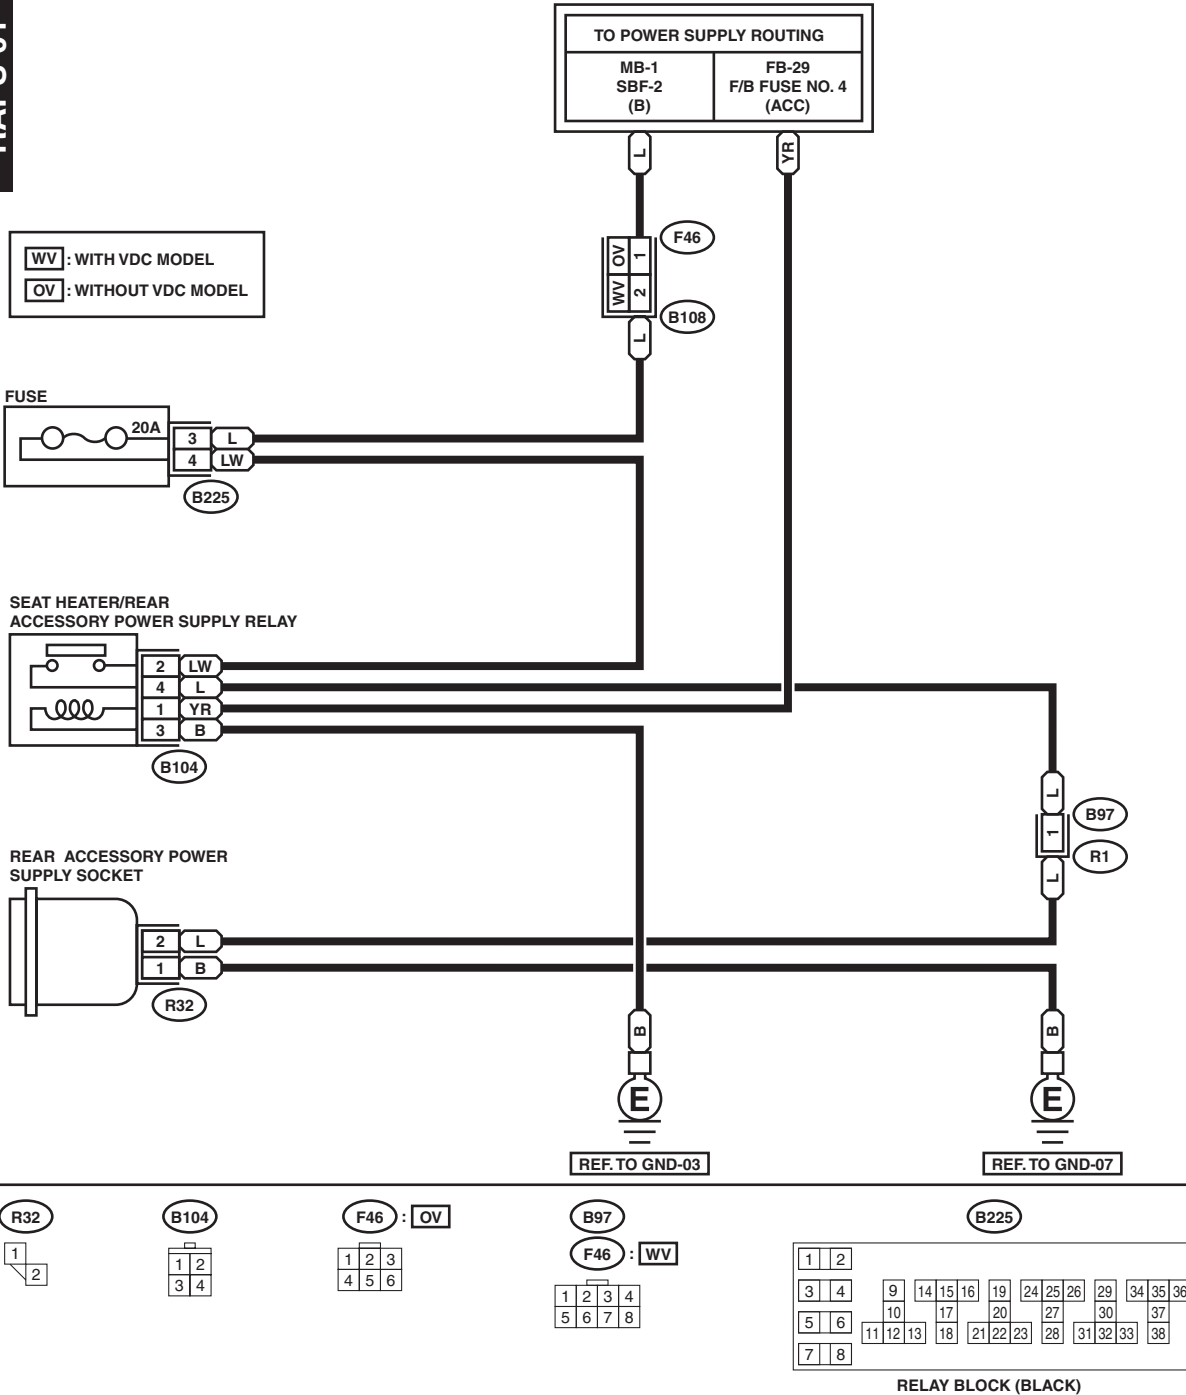 TO POWER SUPPLY ROUTING
MB-1
SBF-2
(B)
FB-29
F/B FUSE NO. 4
(ACC)
L
YR
WV : WITH VDC MODEL
OV : WITHOUT VDC MODEL
OV 1
WV 2
F46
B108
L
FUSE
20A
3 L
4 LW
B225
SEAT HEATER/REAR
ACCESSORY POWER SUPPLY RELAY
2 LW
4 L
1 YR
3 B
B104
L
1
B97
R1
L
REAR ACCESSORY POWER
SUPPLY SOCKET
2 L
1 B
R32
B
E
REF. TO GND-03
B
E
REF. TO GND-07
R32
1
2
B104
1 2
3 4
F46 : OV
1 2 3
4 5 6
B97
F46 : WV
1 2 3 4
5 6 7 8
B225
1 2
3 4 9 14 15 16 19 24 25 26 29 34 35 36
10 17 20 27 30 37
5 6
11 12 13 18 21 22 23 28 31 32 33 38
7 8
RELAY BLOCK (BLACK)